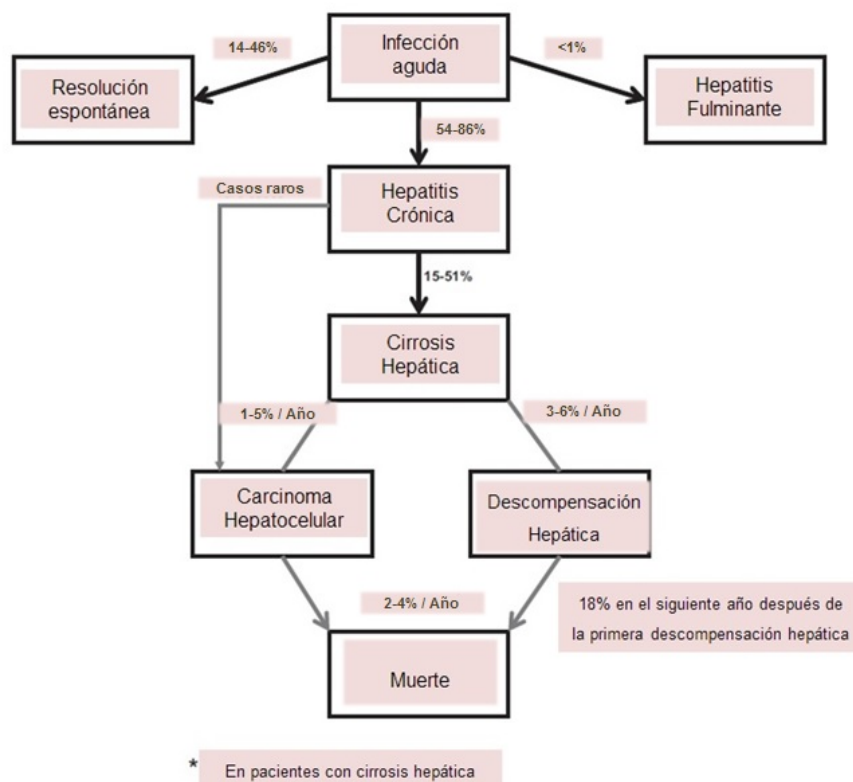 14-46%
Infección
aguda
<1%
Resolución
espontánea
Hepatitis
Fulminante
54-86%
Casos raros
Hepatitis
Crónica
15-51%
Cirrosis
Hepática
1-5% / Año
3-6% / Año
Carcinoma
Hepatocelular
Descompensación
Hepática
2-4% / Año
18% en el siguiente año después de
la primera descompensación hepática
Muerte
* En pacientes con cirrosis hepática